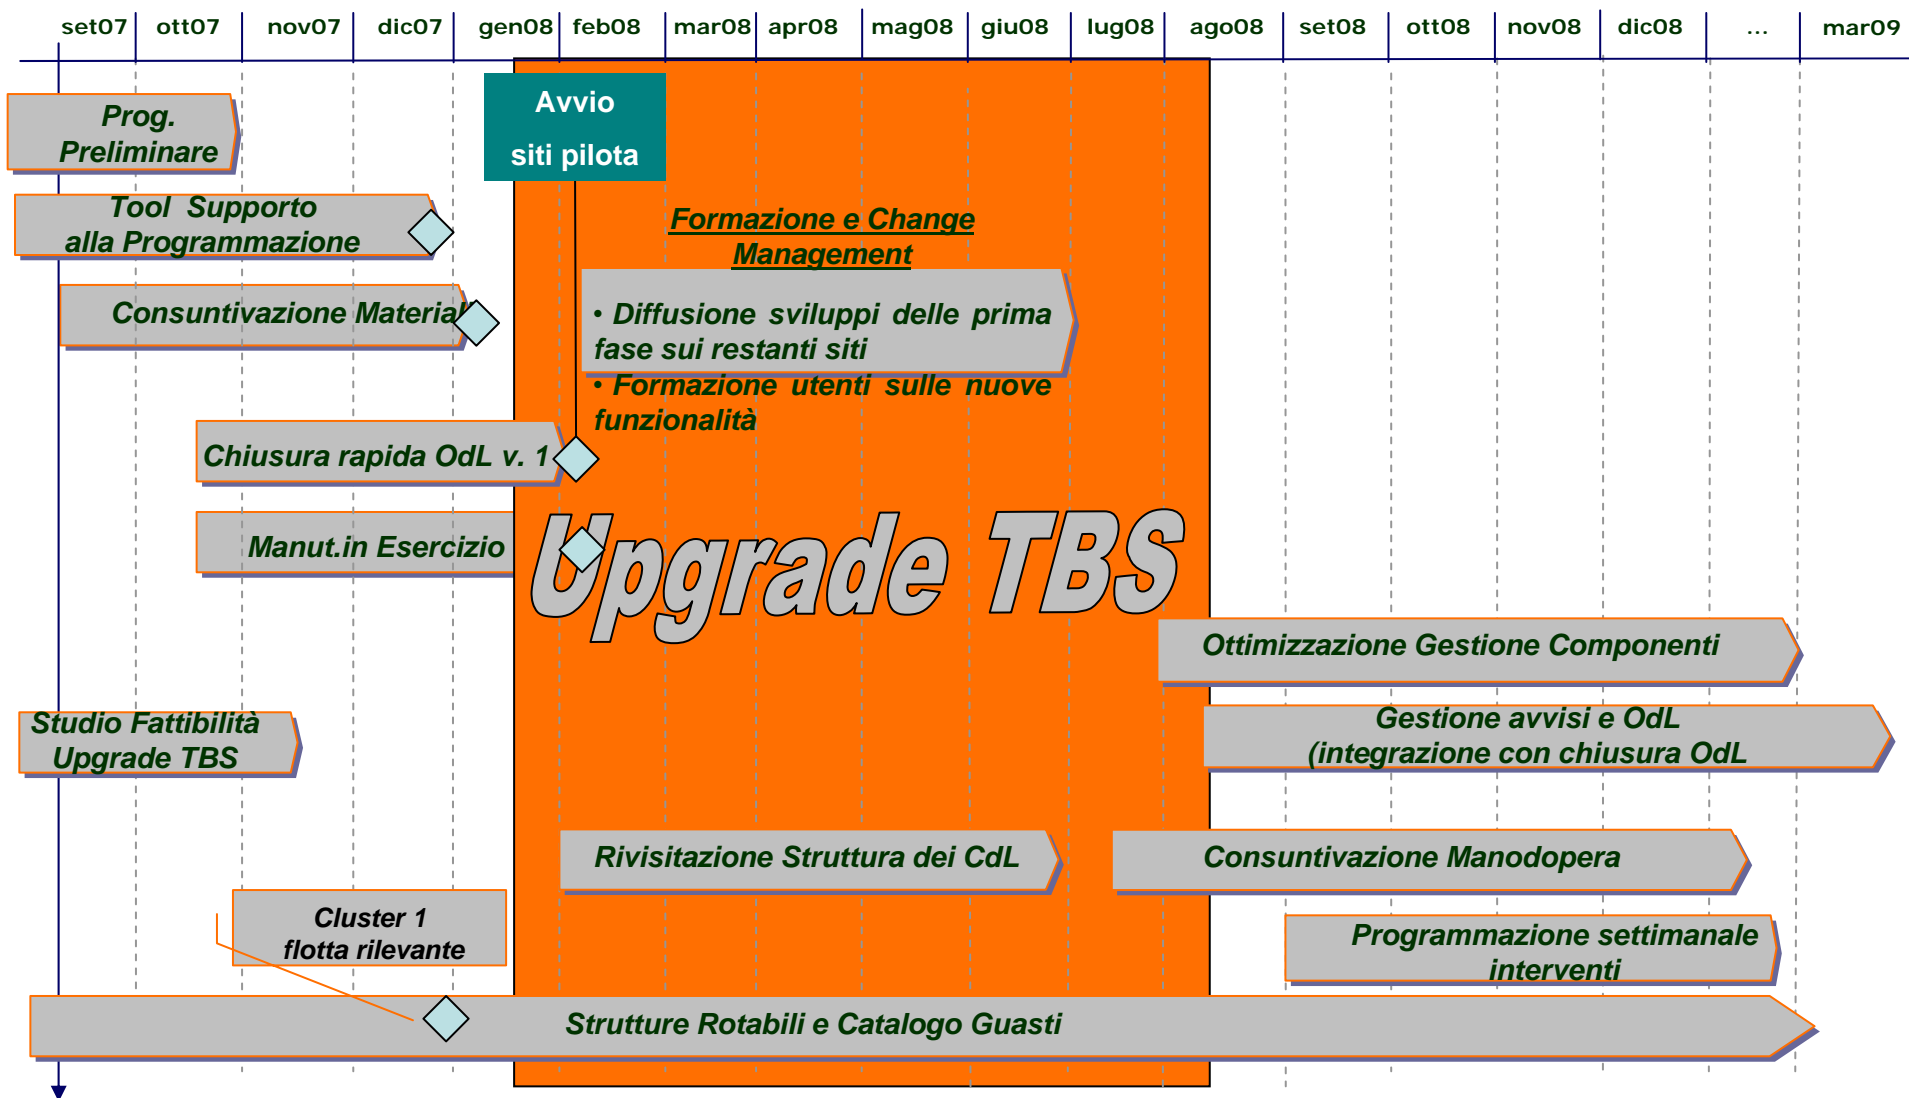 set07 ott07 nov07 dic07 gen08 feb08 mar08 apr08 mag08 giu08 lug08 ago08 set08 ott08 nov08 dic08 ... mar09
Avvio
siti pilota
Prog.
Preliminare
Tool Supporto
alla Programmazione
Formazione e Change
Management
Consuntivazione Materiali
• Diffusione sviluppi delle prima
fase sui restanti siti
• Formazione utenti sulle nuove
funzionalità
Chiusura rapida OdL v. 1
Manut.in Esercizio
Upgrade TBS
Ottimizzazione Gestione Componenti
Studio Fattibilità
Upgrade TBS
Gestione avvisi e OdL
(integrazione con chiusura OdL
Rivisitazione Struttura dei CdL
Consuntivazione Manodopera
Cluster 1
flotta rilevante
Programmazione settimanale
interventi
Strutture Rotabili e Catalogo Guasti